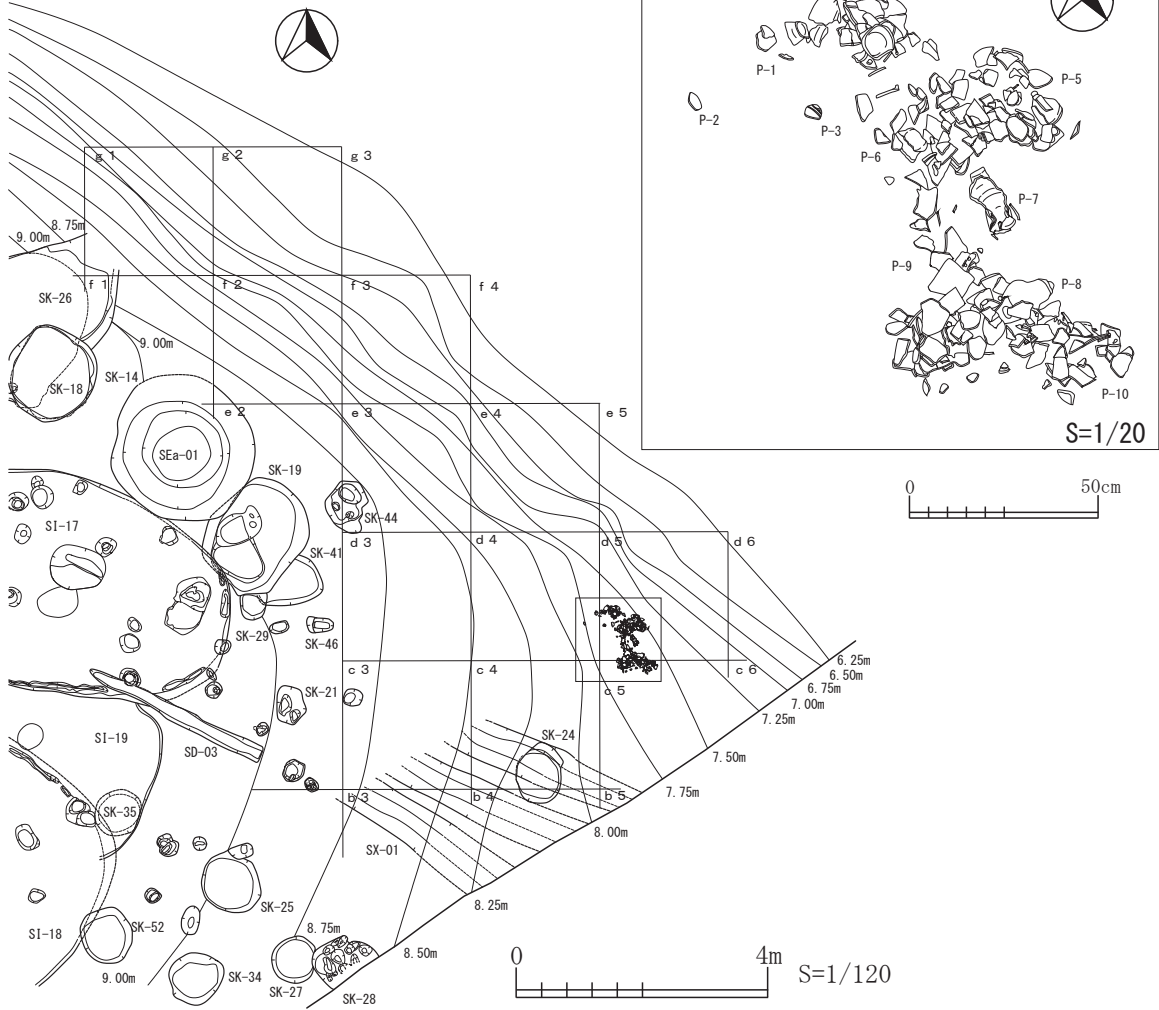 P-1
P-5
P-2
P-3
P-6
P-7
P-9
P-8
P-10
S=1/20
0 50cm
g 1
g 2
g 3
8.75m
9.00m
SK-26
f 1
f 2
f 3
f 4
9.00m
SK-14
SK-18
e 2
e 3
e 4
e 5
SEa-01
SK-19
SK-44
SI-17
SK-41
d 3
d 4
d 5
d 6
SK-29
SK-46
c 3
c 4
c 5
c 6
6.25m
6.50m
6.75m
7.00m
7.25m
7.50m
7.75m
8.00m
8.25m
8.50m
SK-21
SI-19
SD-03
SK-24
b 3
b 4
b 5
SK-35
SX-01
SK-25
SI-18
SK-52
8.75m
9.00m
SK-34
SK-27
SK-28
0 4m
S=1/120